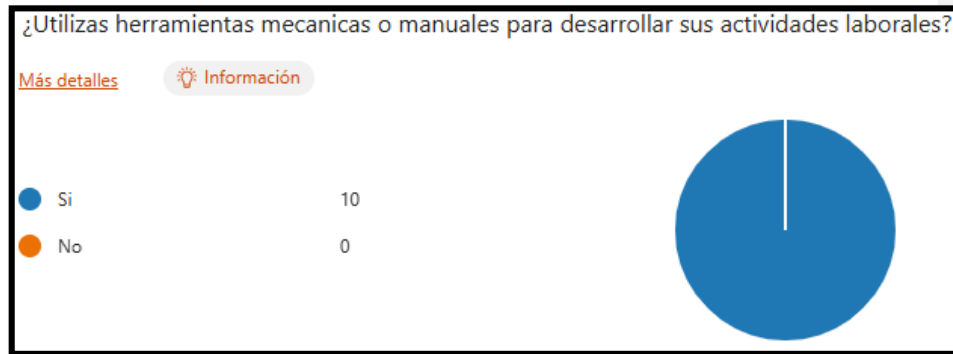 ¿Utilizas herramientas mecanicas o manuales para desarrollar sus actividades laborales?
Más detalles Información
Si 10
No 0